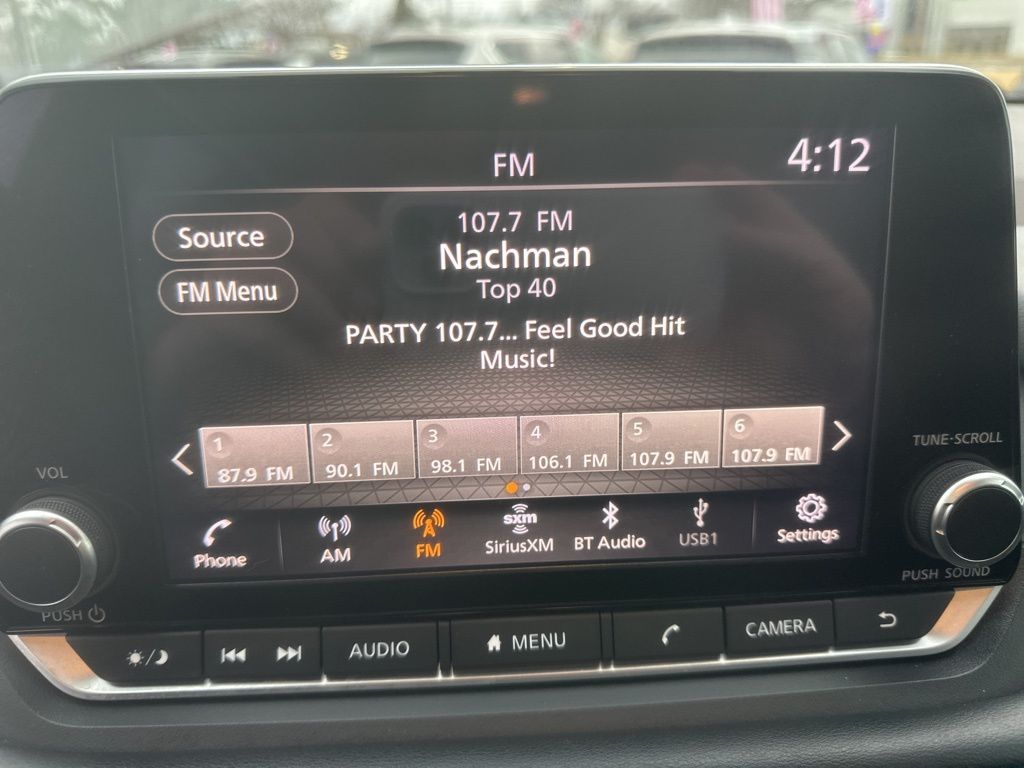 FM
4:12
107.7 FM
Nachman
Top 40
Source
FM Menu
PARTY 107.7... Feel Good Hit
Music!
1
87.9 FM
2
90.1 FM
3
98.1 FM
4
106.1 FM
5
107.9 FM
6
107.9 FM
Phone
AM
FM
sxm
SiriusXM
BT Audio
USB1
Settings
VOL
PUSH
TUNE·SCROLL
PUSH SOUND
AUDIO
MENU
CAMERA